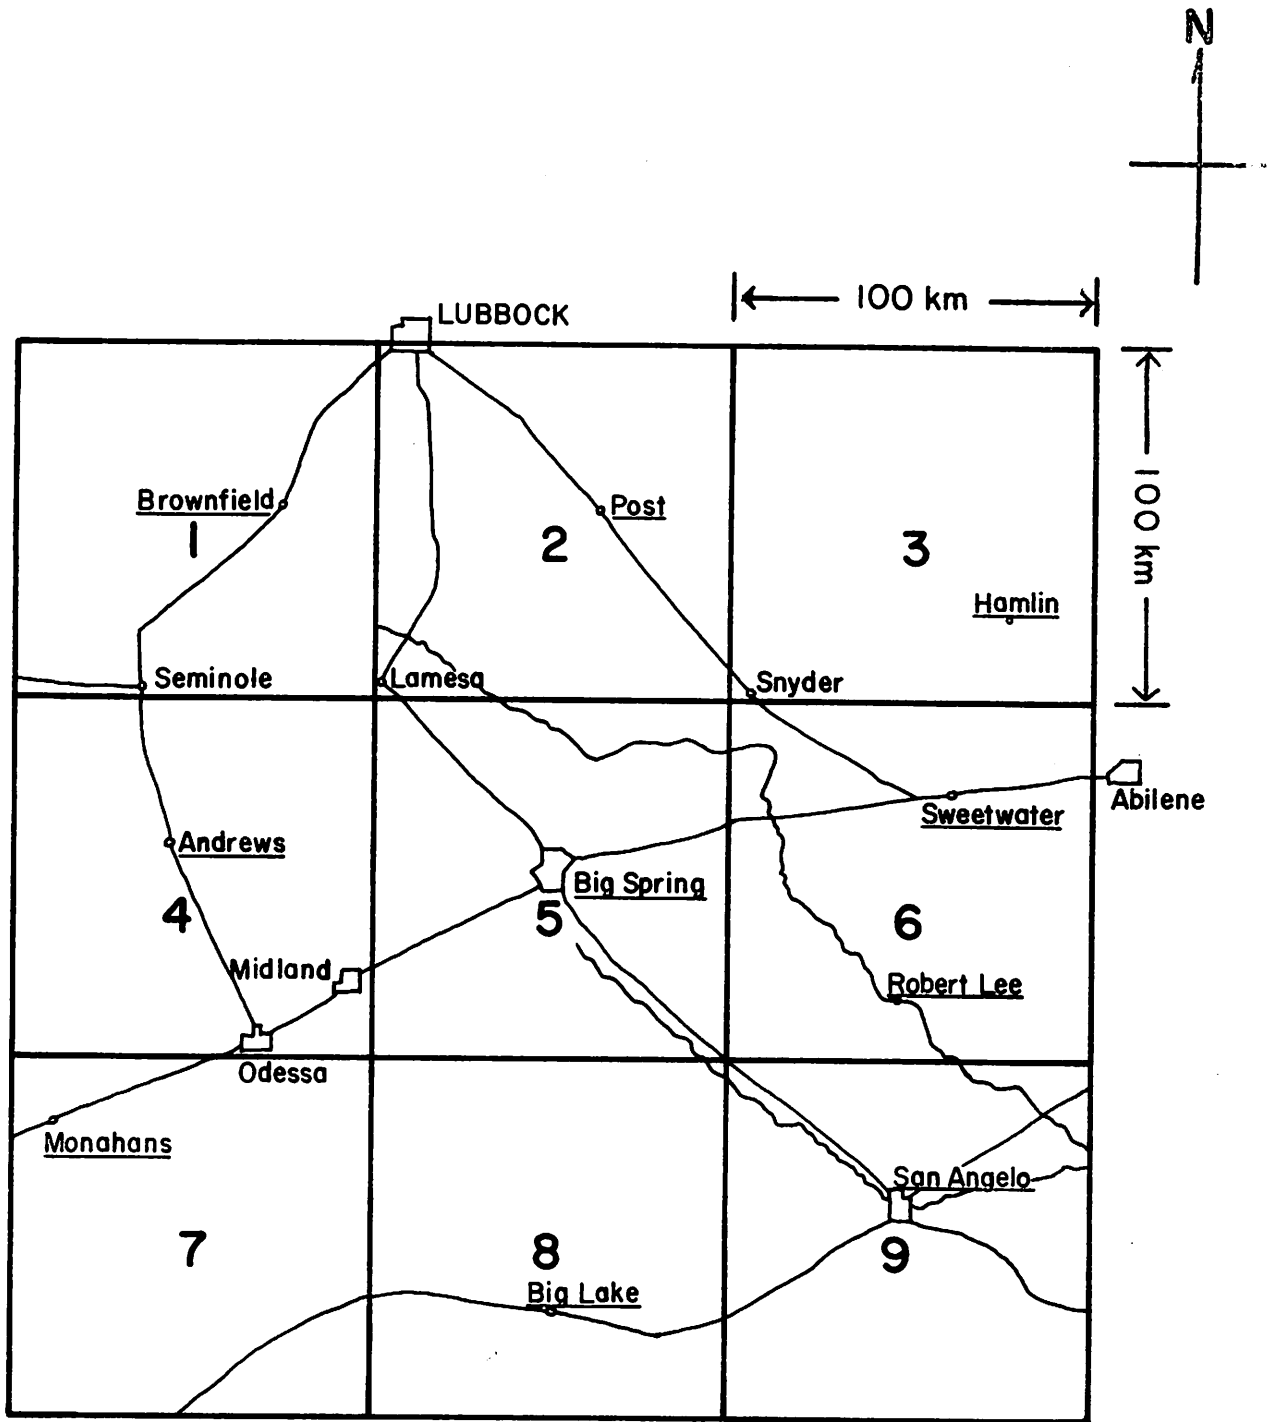 N
100 km
LUBBOCK
100 km
Brownfield
Post
1
2
3
Hamlin
Seminole
Lamesa
Snyder
Abilene
Sweetwater
Andrews
Big Spring
4
5
6
Midland
Robert Lee
Odessa
Monahans
San Angelo
7
8
9
Big Lake